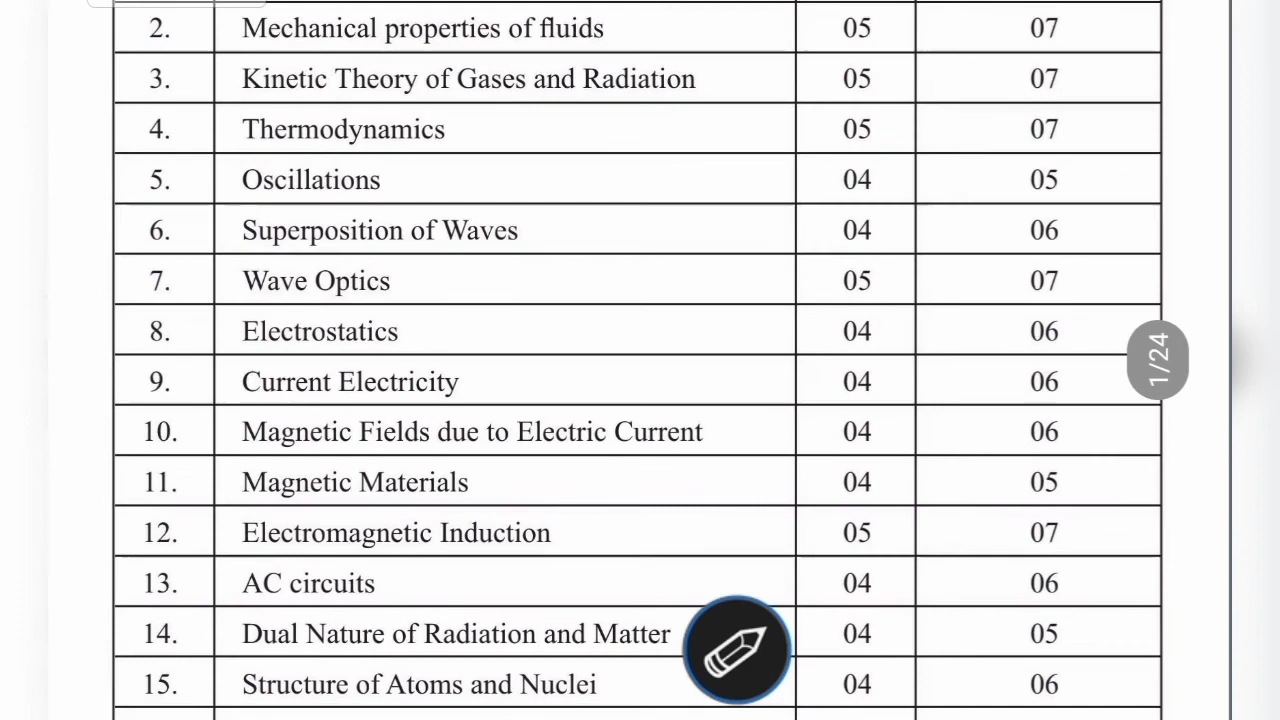 2. Mechanical properties of fluids 05 07
3. Kinetic Theory of Gases and Radiation 05 07
4. Thermodynamics 05 07
5. Oscillations 04 05
6. Superposition of Waves 04 06
7. Wave Optics 05 07
8. Electrostatics 04 06
9. Current Electricity 04 06
10. Magnetic Fields due to Electric Current 04 06
11. Magnetic Materials 04 05
12. Electromagnetic Induction 05 07
13. AC circuits 04 06
14. Dual Nature of Radiation and Matter 04 05
15. Structure of Atoms and Nuclei 04 06
1/24